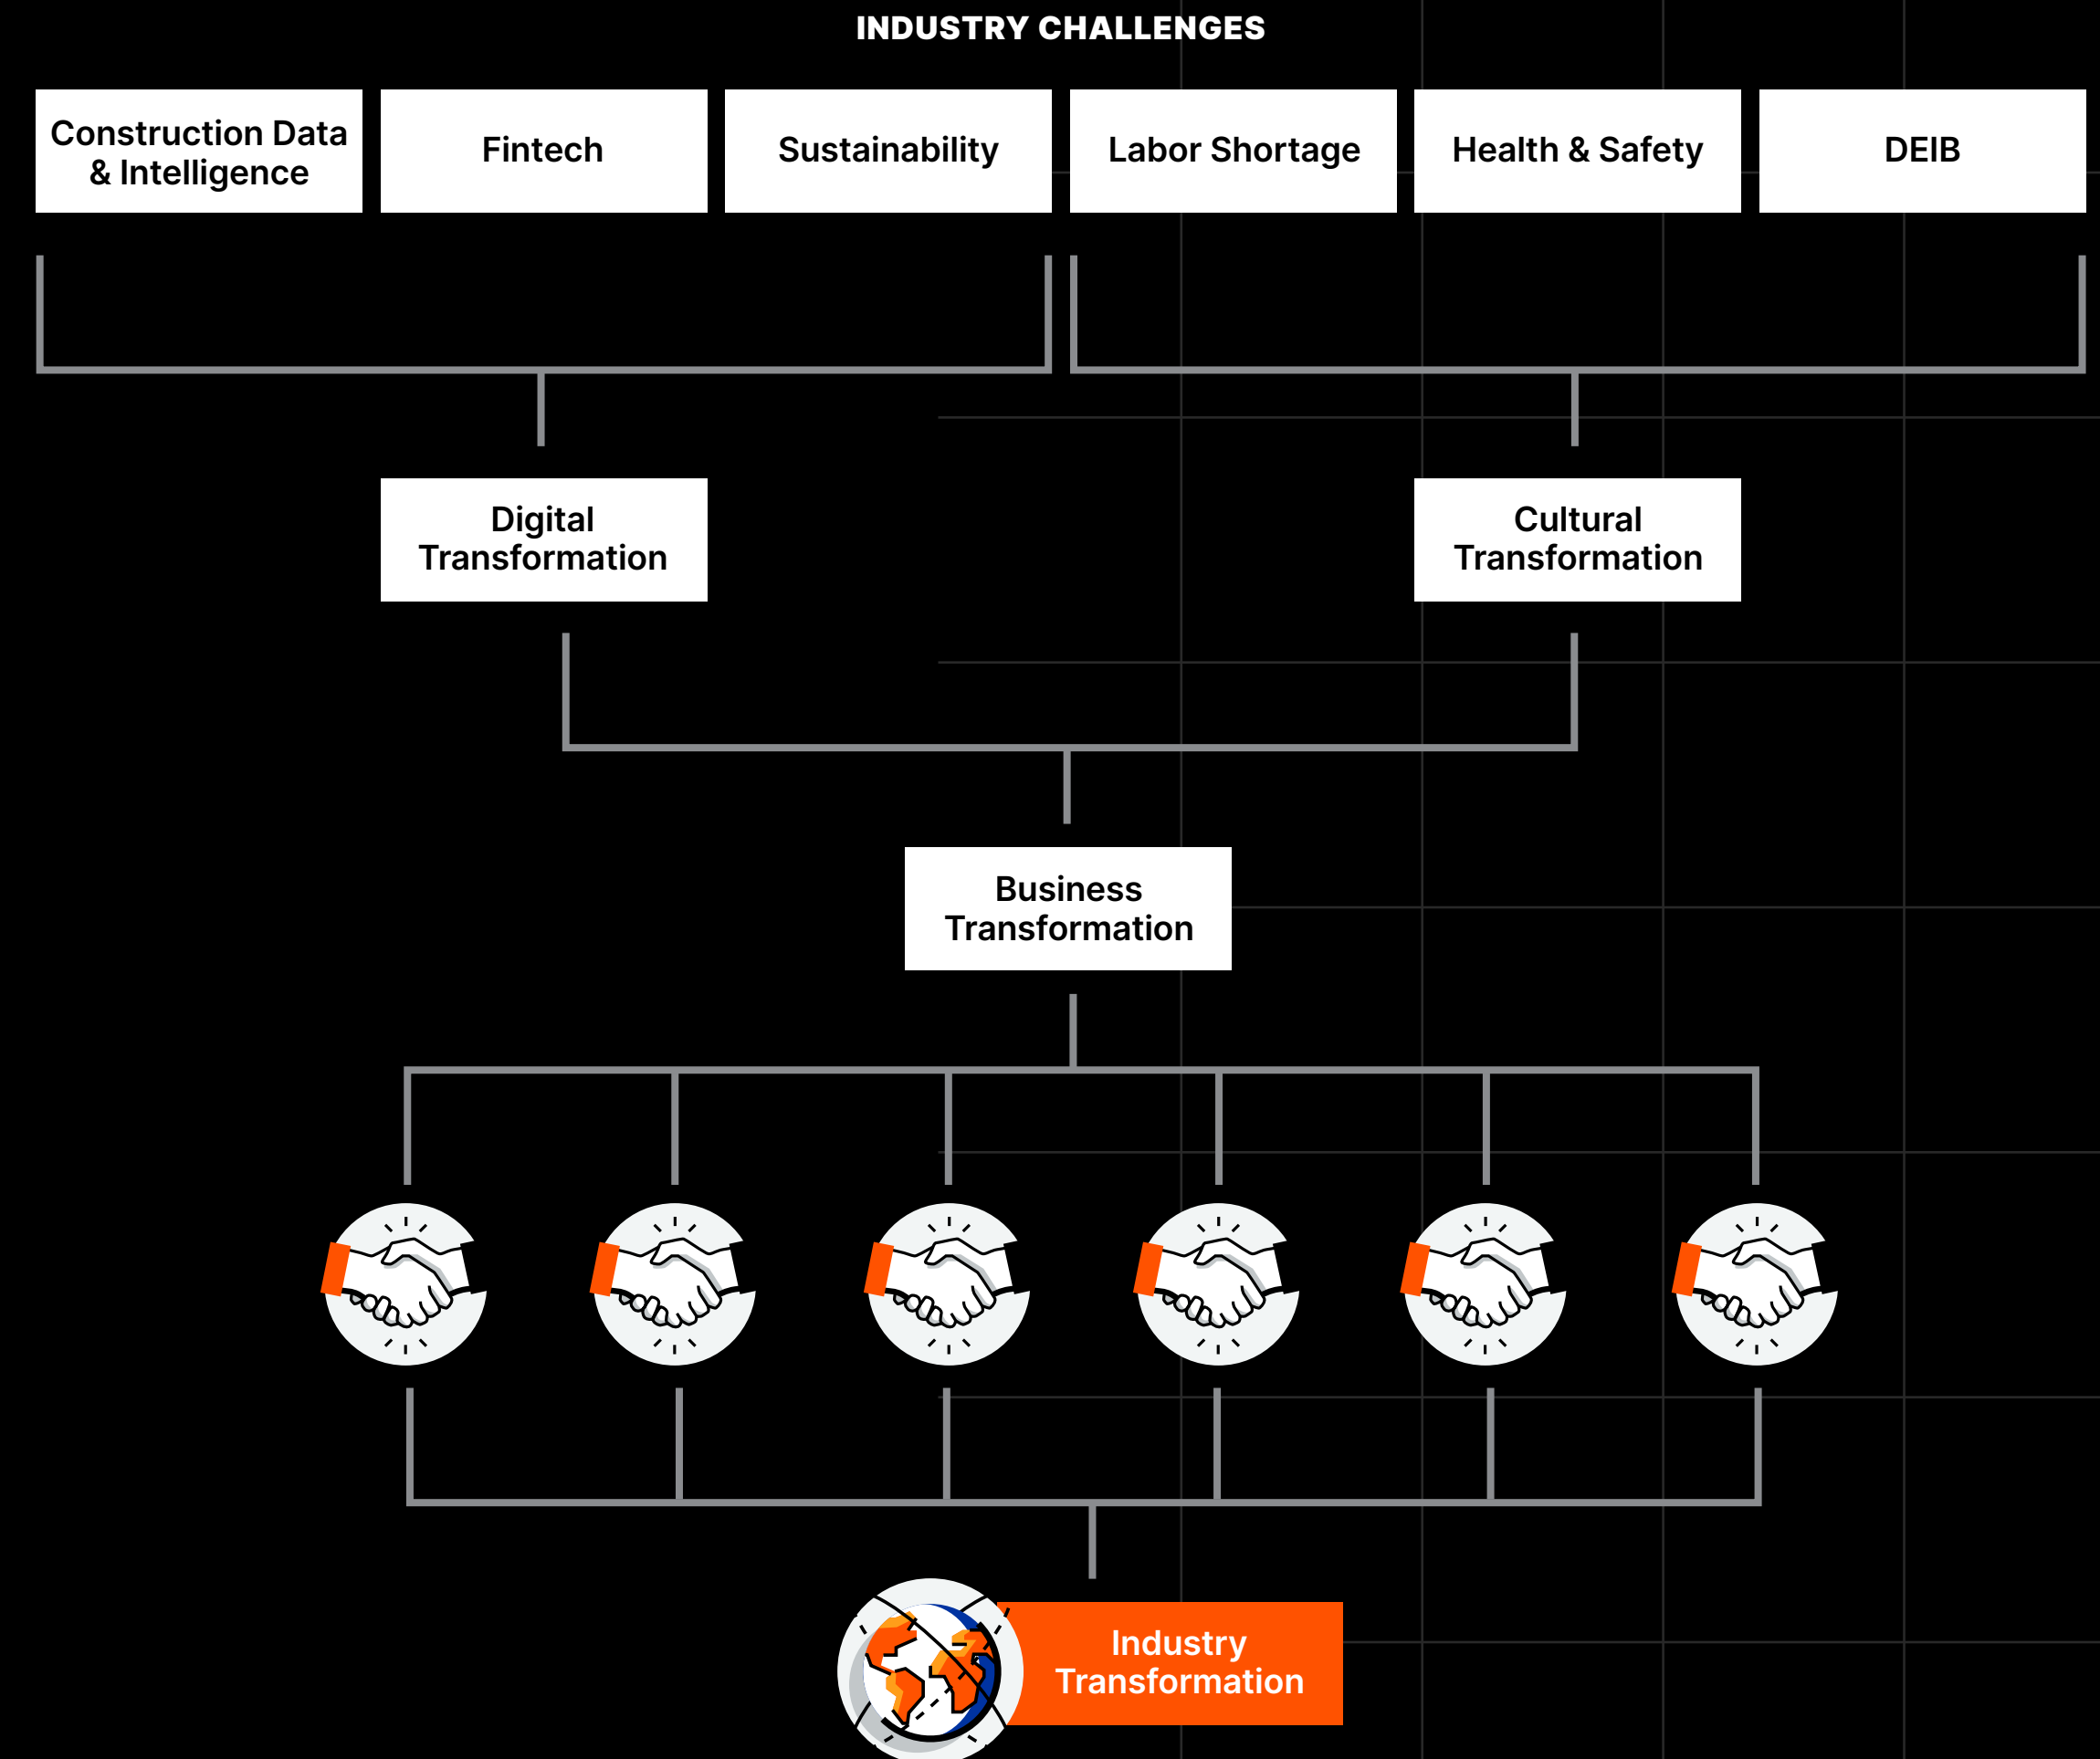 INDUSTRY CHALLENGES
Construction Data
& Intelligence
Fintech
Sustainability
Labor Shortage
Health & Safety
DEIB
Digital
Transformation
Cultural
Transformation
Business
Transformation
Industry
Transformation